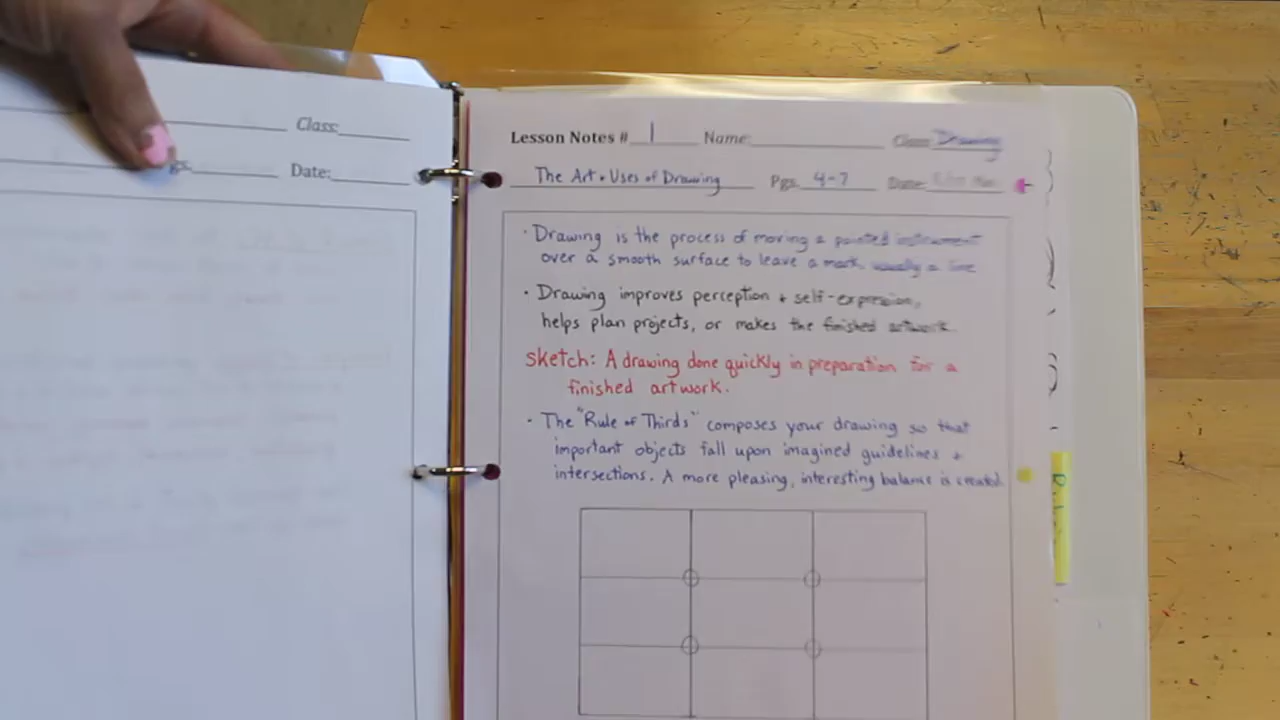 Class:
Date:
Lesson Notes # 1 Name: Class: Drawing
The Art + Uses of Drawing Pgs. 4-7 Date:
• Drawing is the process of moving a pointed instrument
over a smooth surface to leave a mark, usually a line
• Drawing improves perception + self-expression,
helps plan projects, or makes the finished artwork.
sketch: A drawing done quickly in preparation for a
finished artwork.
• The "Rule of Thirds" composes your drawing so that
important objects fall upon imagined guidelines +
intersections. A more pleasing, interesting balance is created.